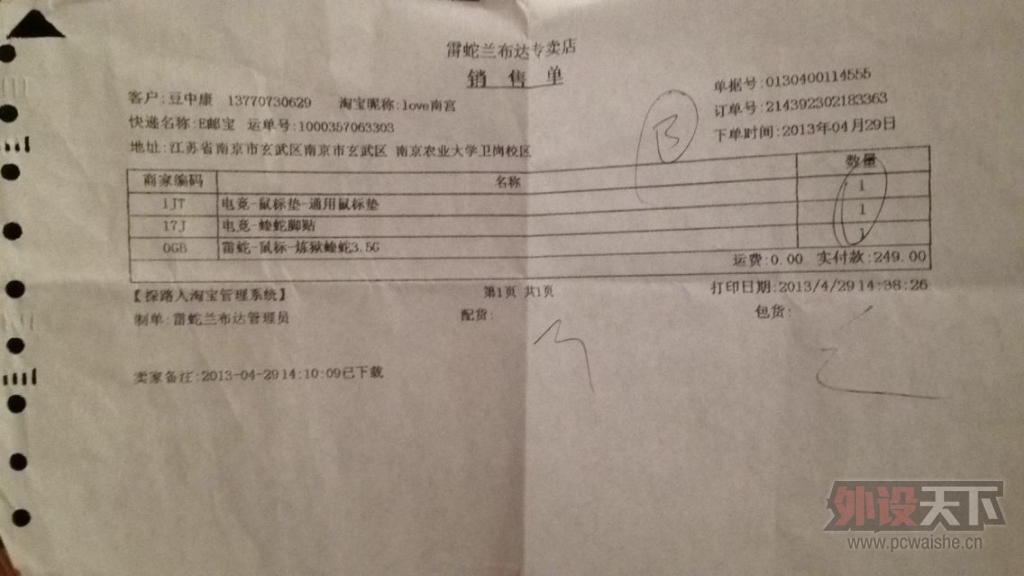 雷蛇兰布达专卖店
销 售 单
单据号:0130400114555
客户:豆中康 13770730629 淘宝昵称:love南宫
订单号:214392302183363
快递名称:E邮宝 运单号:1000357063303
下单时间:2013年04月29日
地址:江苏省南京市玄武区南京市玄武区 南京农业大学卫岗校区
B
商家编码 名称 数量
1JT 电竞-鼠标垫-通用鼠标垫 1
17J 电竞-蝰蛇脚贴 1
0GB 雷蛇-鼠标-炼狱蝰蛇3.5G 1
运费:0.00 实付款:249.00
【探路人淘宝管理系统】 第1页 共1页 打印日期:2013/4/29 14:38:26
制单:雷蛇兰布达管理员 配货: 包货:
卖家备注:2013-04-29 14:10:09已下载
外设天下
www.pcwaishe.cn